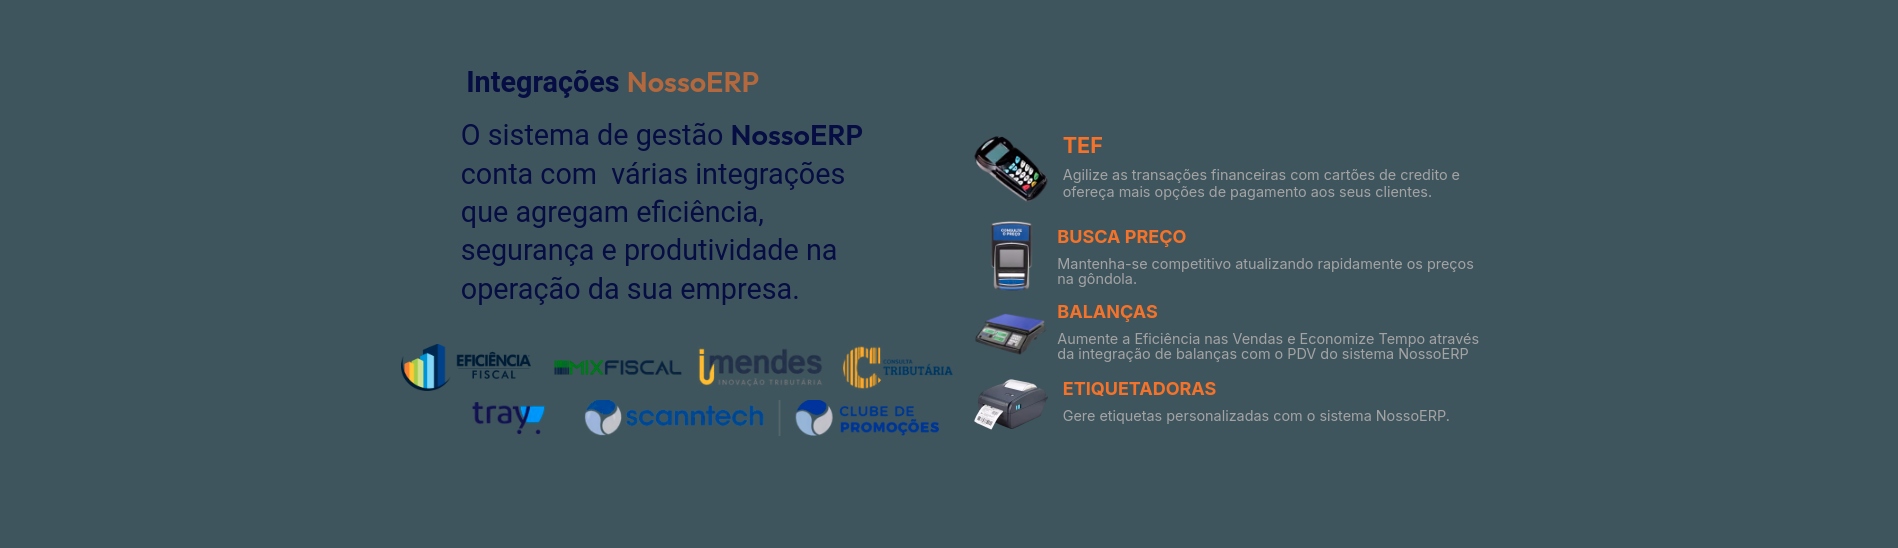 Integrações NossoERP
O sistema de gestão NossoERP
conta com  várias integrações
que agregam eficiência,
segurança e produtividade na
operação da sua empresa.
EFICIÊNCIA
FISCAL
MIXFISCAL
imendes
INOVAÇÃO TRIBUTÁRIA
CONSULTA
TRIBUTÁRIA
tray
scanntech
CLUBE DE
PROMOÇÕES
TEF
Agilize as transações financeiras com cartões de credito e
ofereça mais opções de pagamento aos seus clientes.
CONSULTE
O PREÇO
BUSCA PREÇO
Mantenha-se competitivo atualizando rapidamente os preços
na gôndola.
BALANÇAS
Aumente a Eficiência nas Vendas e Economize Tempo através
da integração de balanças com o PDV do sistema NossoERP
ETIQUETADORAS
Gere etiquetas personalizadas com o sistema NossoERP.